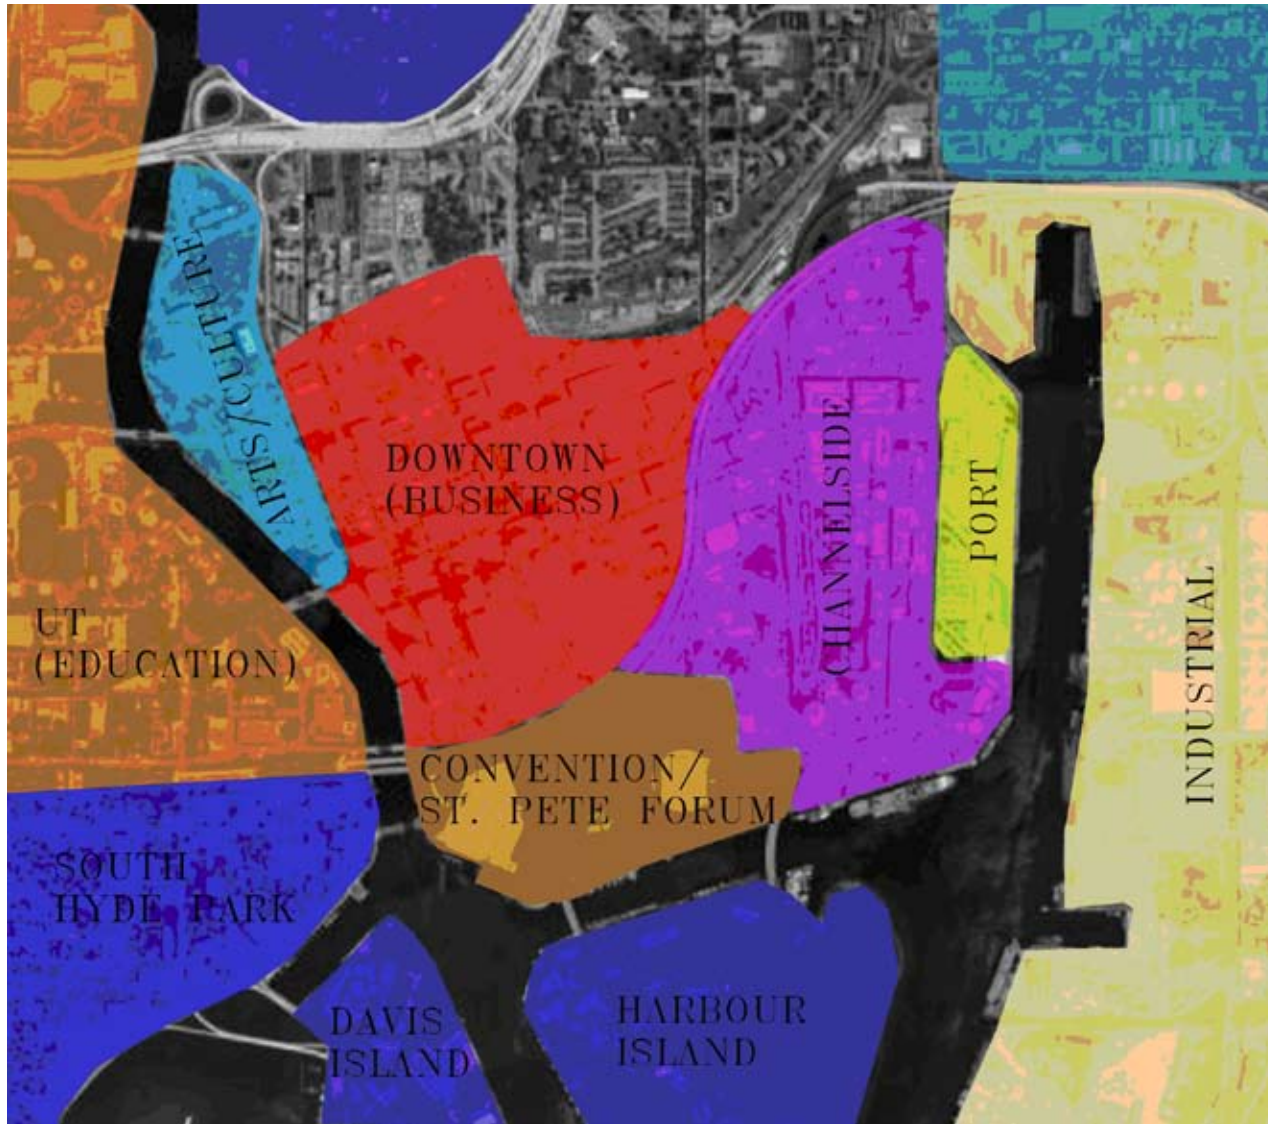 ARTS/CULTURE
DOWNTOWN
(BUSINESS)
CHANNELSIDE
PORT
INDUSTRIAL
UT
(EDUCATION)
CONVENTION/
ST. PETE FORUM
SOUTH
HYDE PARK
DAVIS
ISLAND
HARBOUR
ISLAND